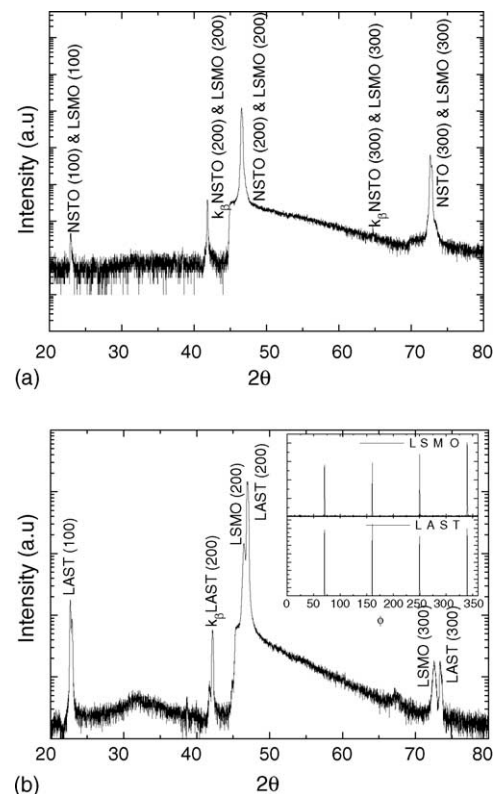 NSTO (100) & LSMO (100)
kβ NSTO (200) & LSMO (200)
NSTO (200) & LSMO (200)
kβ NSTO (300) & LSMO (300)
NSTO (300) & LSMO (300)
Intensity (a.u)
20 30 40 50 60 70 80
(a)
2θ
LAST (100)
kβ LAST (200)
LSMO (200)
LAST (200)
LSMO
LAST
0 50 100 150 200 250 300 350
ϕ
LSMO (300)
LAST (300)
Intensity (a.u)
20 30 40 50 60 70 80
(b)
2θ